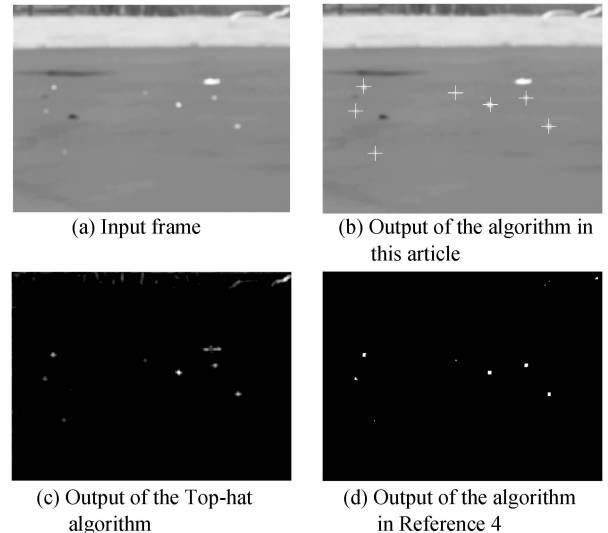 (a) Input frame
(b) Output of the algorithm in
this article
(c) Output of the Top-hat
algorithm
(d) Output of the algorithm
in Reference 4